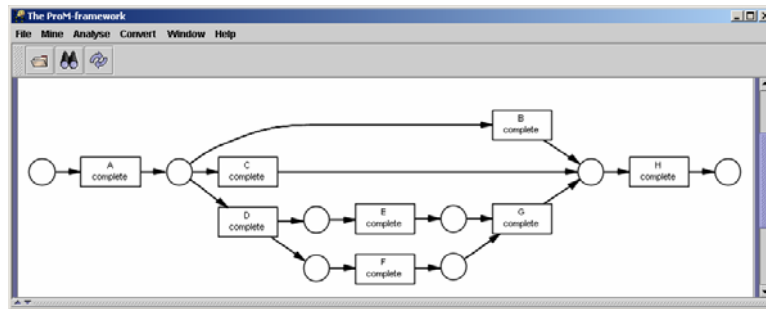 The ProM-framework
File Mine Analyse Convert Window Help
B
complete
A
complete
C
complete
H
complete
D
complete
E
complete
G
complete
F
complete